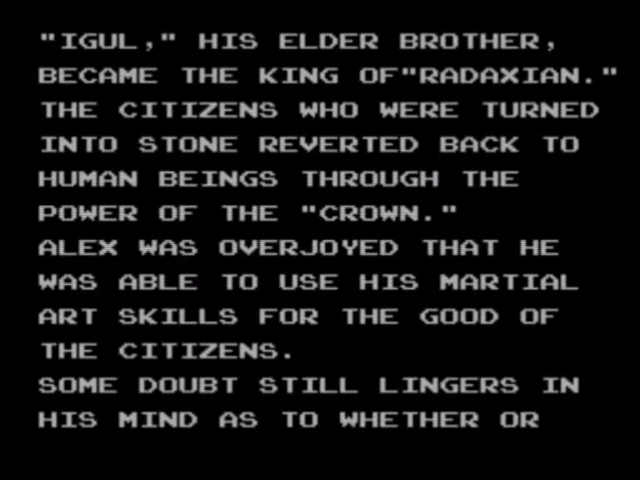 "IGUL," HIS ELDER BROTHER,
BECAME THE KING OF"RADAXIAN."
THE CITIZENS WHO WERE TURNED
INTO STONE REVERTED BACK TO
HUMAN BEINGS THROUGH THE
POWER OF THE "CROWN."
ALEX WAS OVERJOYED THAT HE
WAS ABLE TO USE HIS MARTIAL
ART SKILLS FOR THE GOOD OF
THE CITIZENS.
SOME DOUBT STILL LINGERS IN
HIS MIND AS TO WHETHER OR